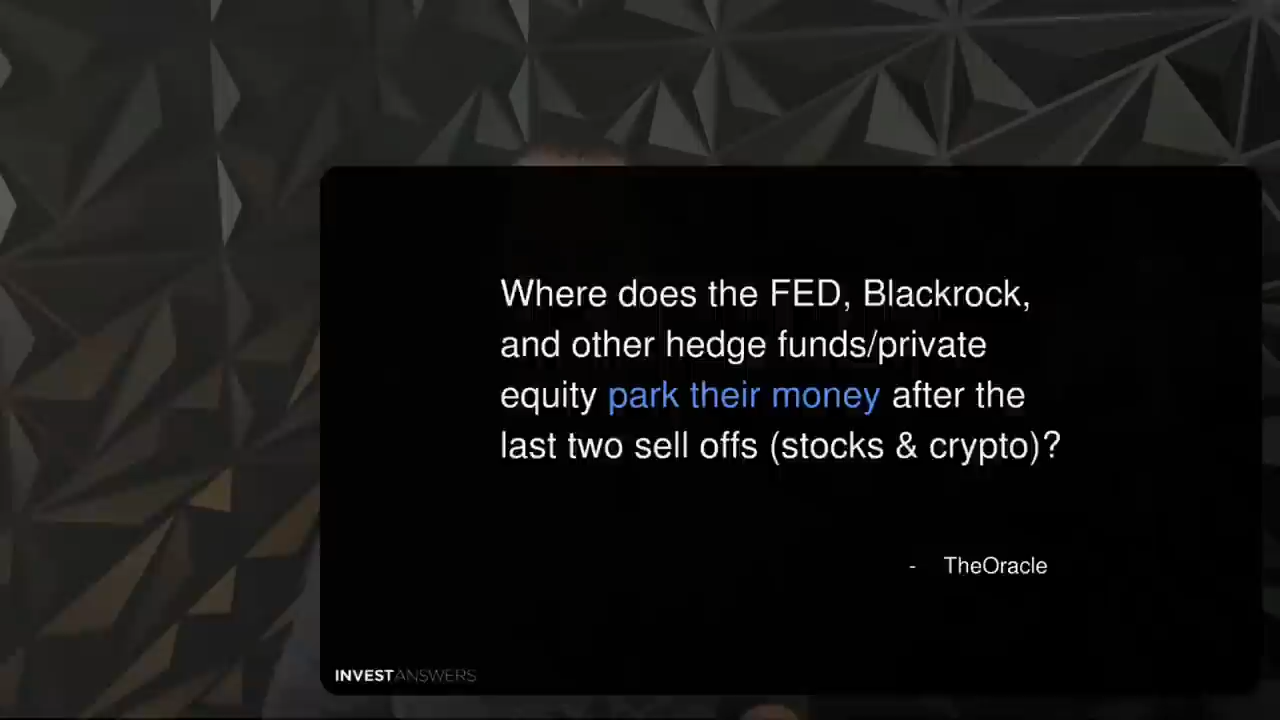 Where does the FED, Blackrock,
and other hedge funds/private
equity park their money after the
last two sell offs (stocks & crypto)?
- TheOracle
INVESTANSWERS